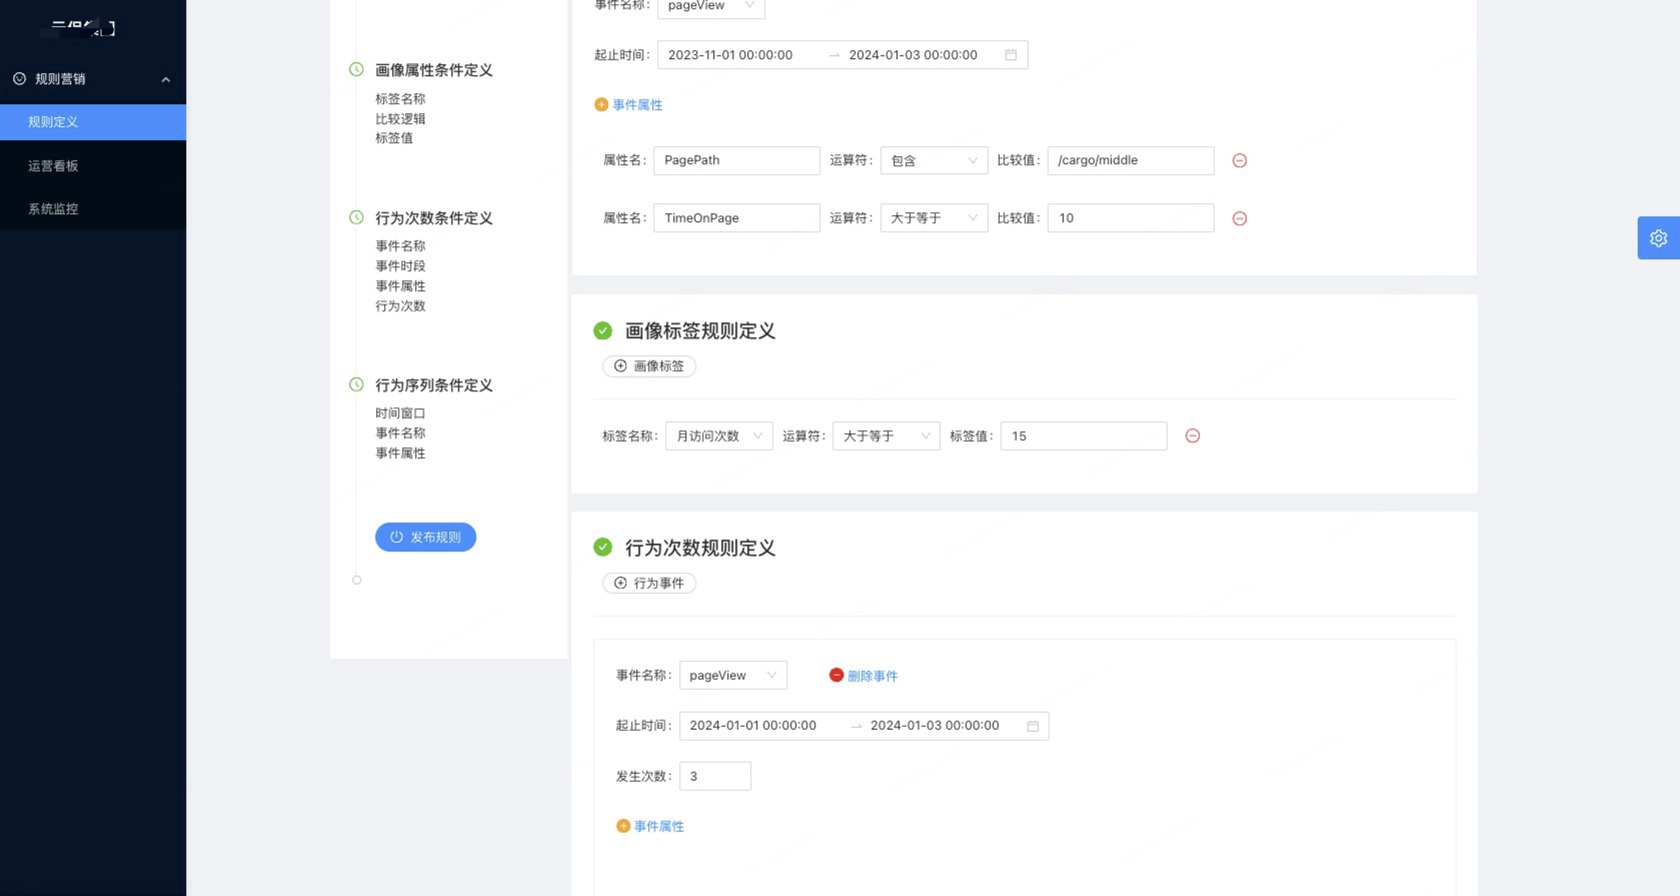 规则营销
规则定义
运营看板
系统监控
画像属性条件定义
标签名称
比较逻辑
标签值
行为次数条件定义
事件名称
事件时段
事件属性
行为次数
行为序列条件定义
时间窗口
事件名称
事件属性
发布规则
事件名称: pageView
起止时间: 2023-11-01 00:00:00 → 2024-01-03 00:00:00
事件属性
属性名: PagePath 运算符: 包含 比较值: /cargo/middle
属性名: TimeOnPage 运算符: 大于等于 比较值: 10
画像标签规则定义
画像标签
标签名称: 月访问次数 运算符: 大于等于 标签值: 15
行为次数规则定义
行为事件
事件名称: pageView 删除事件
起止时间: 2024-01-01 00:00:00 → 2024-01-03 00:00:00
发生次数: 3
事件属性